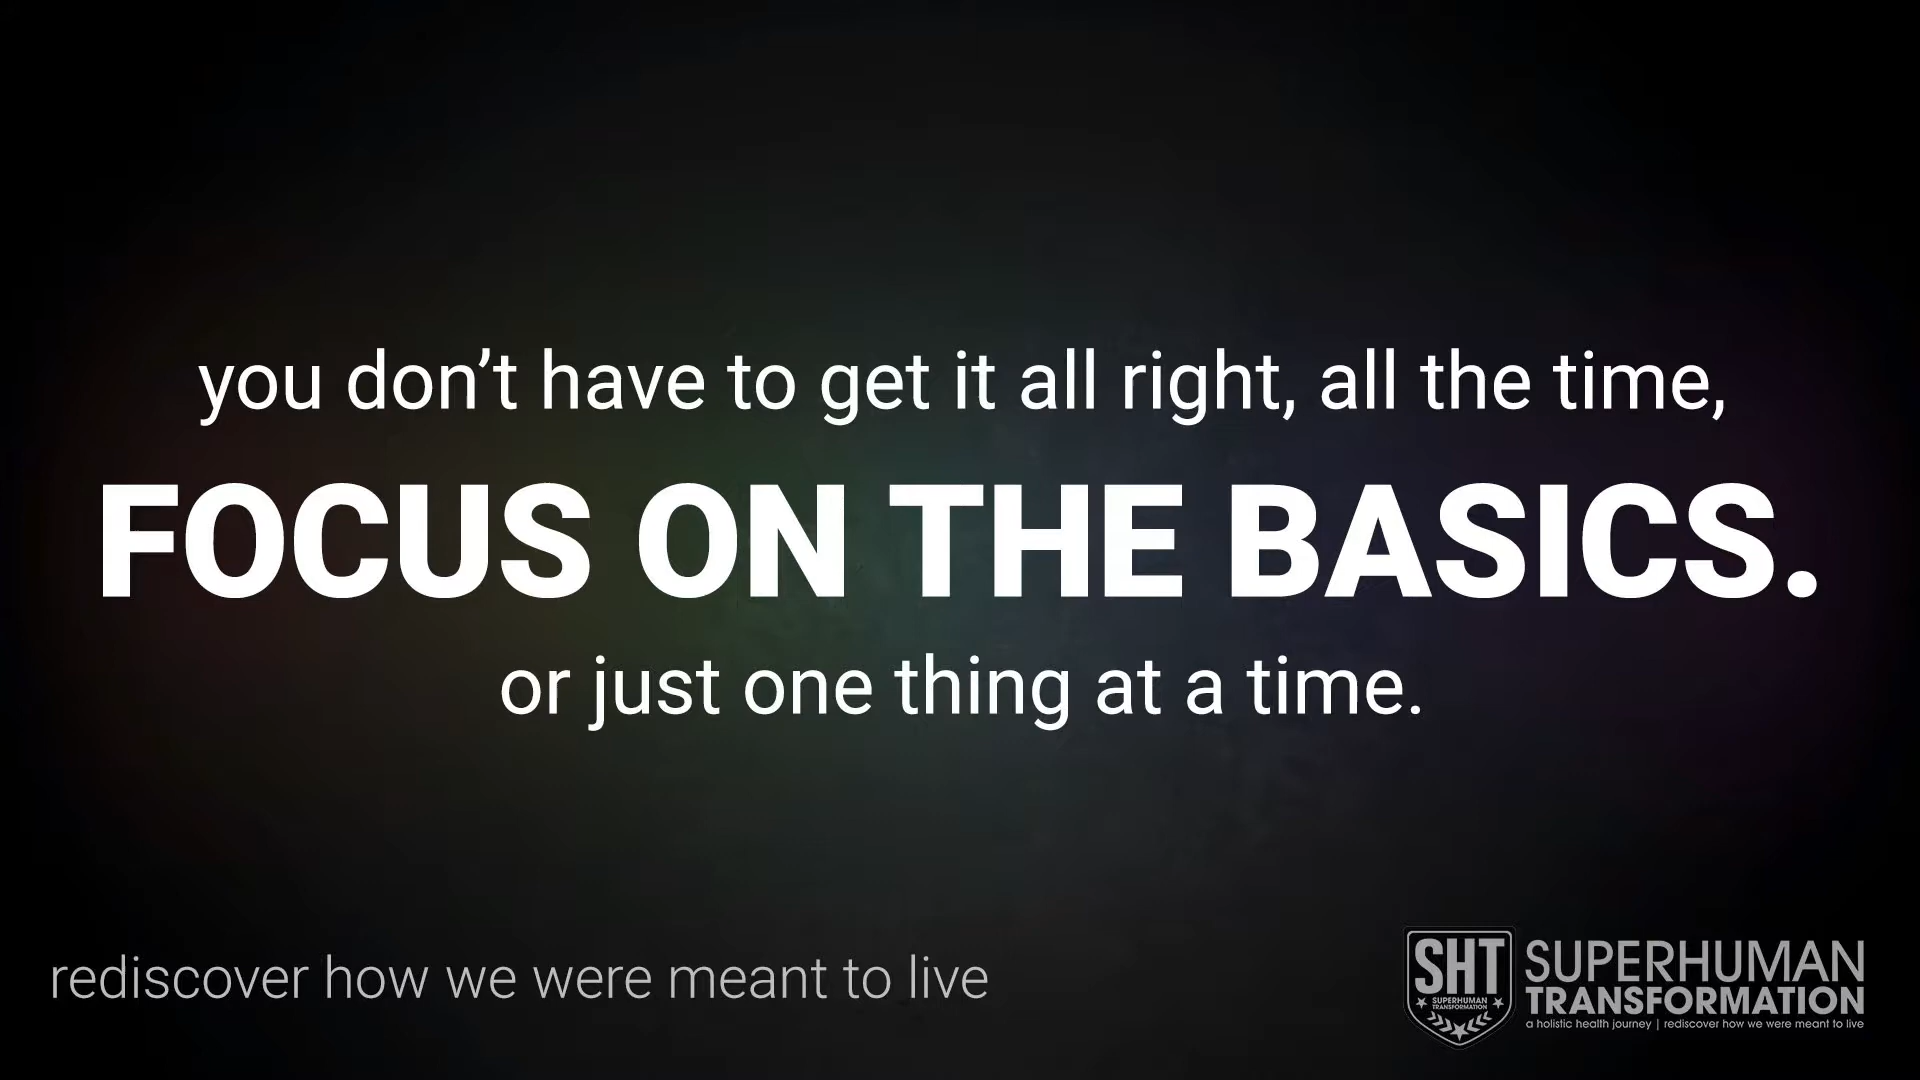 you don’t have to get it all right, all the time,
FOCUS ON THE BASICS.
or just one thing at a time.
rediscover how we were meant to live
SHT
SUPERHUMAN
TRANSFORMATION
SUPERHUMAN
TRANSFORMATION
a holistic health journey | rediscover how we were meant to live